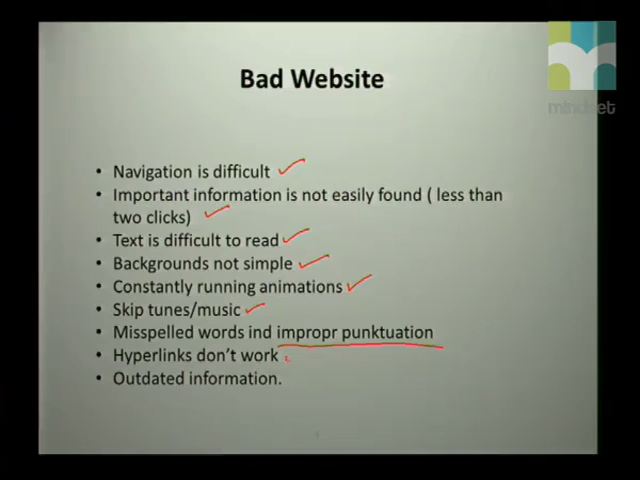 Bad Website
mindset
• Navigation is difficult
• Important information is not easily found ( less than
two clicks)
• Text is difficult to read
• Backgrounds not simple
• Constantly running animations
• Skip tunes/music
• Misspelled words ind impropr punktuation
• Hyperlinks don't work
• Outdated information.